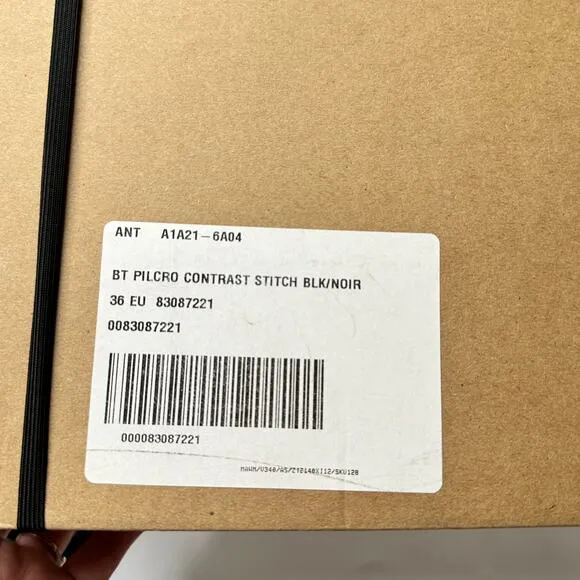 ANT A1A21-6A04
BT PILCRO CONTRAST STITCH BLK/NOIR
36 EU 83087221
0083087221
000083087221